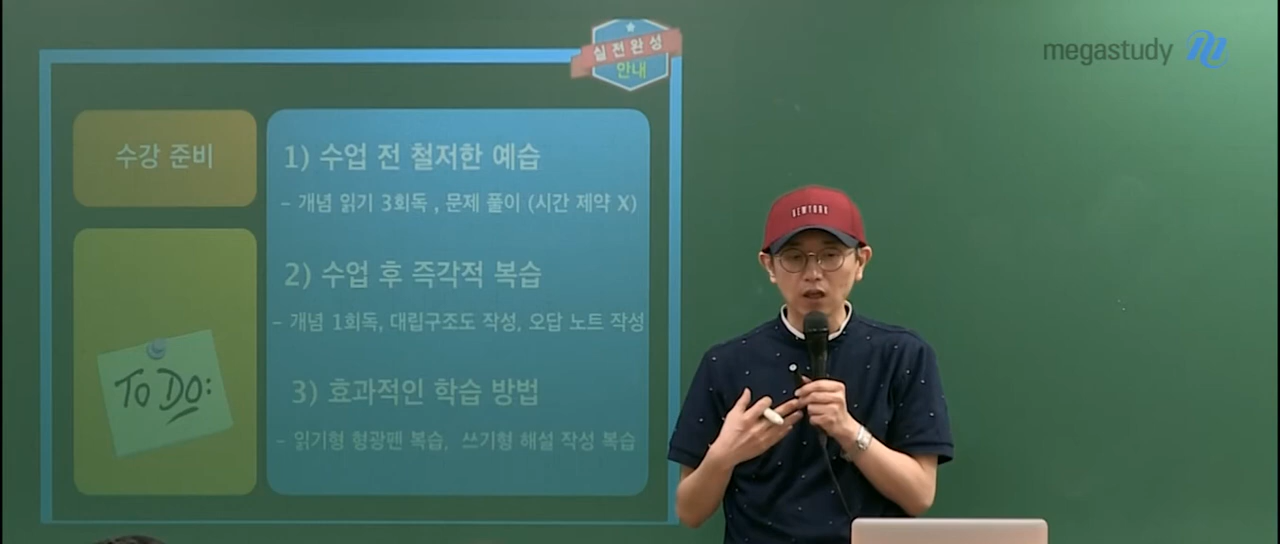 실전완성
안내
megastudy
수강 준비
1) 수업 전 철저한 예습
- 개념 읽기 3회독 , 문제 풀이 (시간 제약 X)
2) 수업 후 즉각적 복습
- 개념 1회독, 대립구조도 작성, 오답 노트 작성
TO DO:
3) 효과적인 학습 방법
- 읽기형 형광펜 복습, 쓰기형 해설 작성 복습
NEWYORK